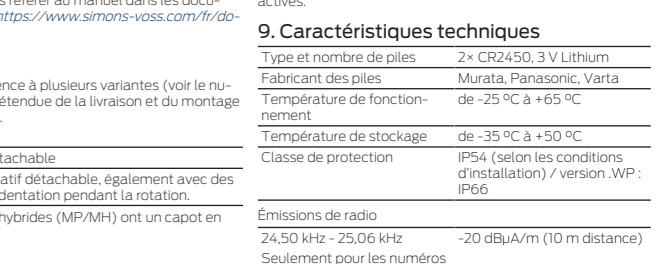 s référer au manuel dans les docu-
https://www.simons-voss.com/fr/do-
ence à plusieurs variantes (voir le nu-
étendue de la livraison et du montage
.
tachable
atif détachable, également avec des
dentation pendant la rotation.
hybrides (MP/MH) ont un capot en
actives.
9. Caractéristiques techniques
Type et nombre de piles 2× CR2450, 3 V Lithium
Fabricant des piles Murata, Panasonic, Varta
Température de fonction- de -25 ºC à +65 ºC
nement
Température de stockage de -35 ºC à +50 ºC
Classe de protection IP54 (selon les conditions
d'installation) / version .WP :
IP66
Émissions de radio
24,50 kHz - 25,06 kHz -20 dBµA/m (10 m distance)
Seulement pour les numéros